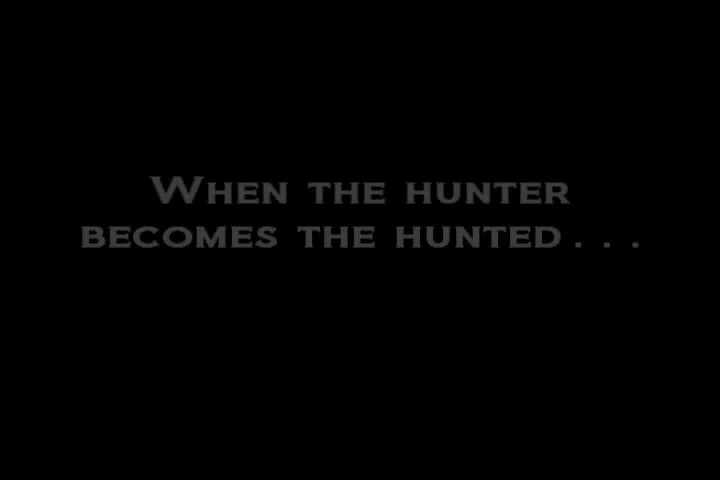 When the hunter
becomes the hunted . . .